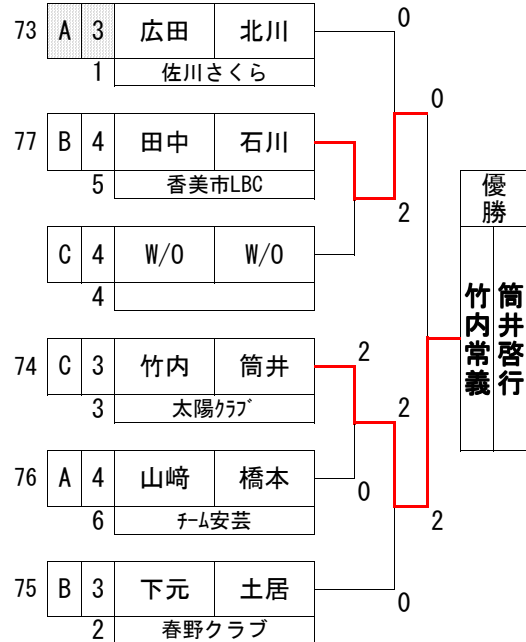 73 A 3 広田 北川
1 佐川さくら
0
0
77 B 4 田中 石川
5 香美市LBC
2
C 4 W/O W/O
4
74 C 3 竹内 筒井
3 太陽ｸﾗﾌﾞ
2
2
76 A 4 山﨑 橋本
6 ﾁｰﾑ安芸
0
2
75 B 3 下元 土居
2 春野クラブ
0
優勝
筒井啓行
竹内常義